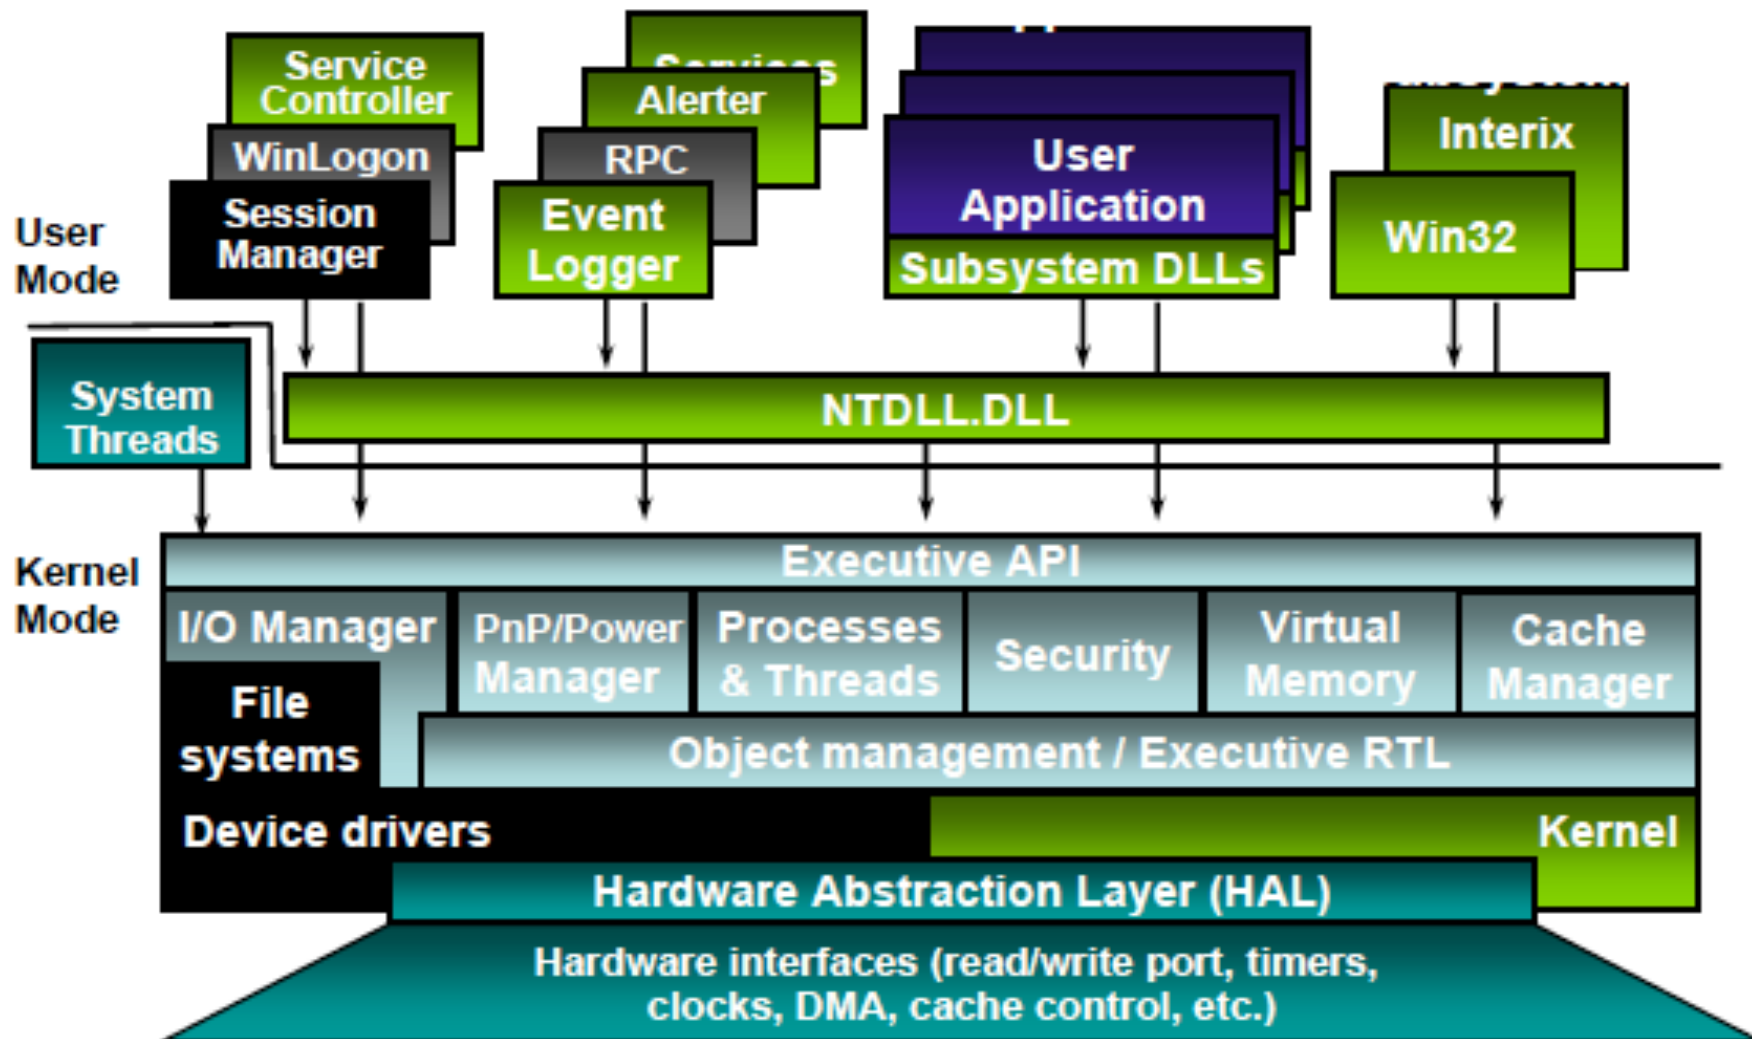 Services
Service
Controller
Alerter
WinLogon
RPC
Interix
Session
Manager
Event
Logger
User
Application
Subsystem DLLs
Win32
User
Mode
System
Threads
NTDLL.DLL
Kernel
Mode
Executive API
I/O Manager
PnP/Power
Manager
Processes
& Threads
Security
Virtual
Memory
Cache
Manager
File
systems
Object management / Executive RTL
Device drivers
Kernel
Hardware Abstraction Layer (HAL)
Hardware interfaces (read/write port, timers,
clocks, DMA, cache control, etc.)